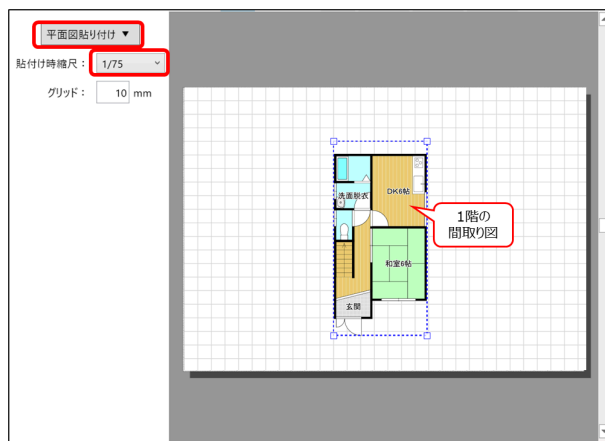 平面図貼り付け ▼
貼付け時縮尺： 1/75
グリッド： 10 mm
洗面脱衣
DK6帖
1階の
間取り図
和室6帖
玄関